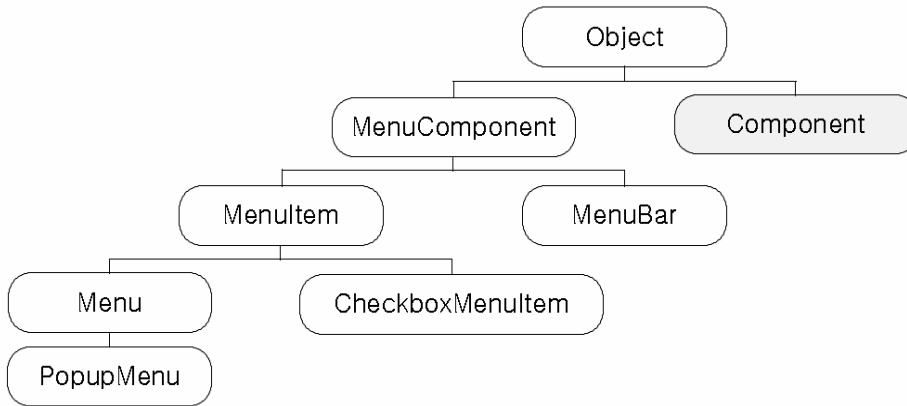 Object
MenuComponent
Component
MenuItem
MenuBar
Menu
CheckboxMenuItem
PopupMenu